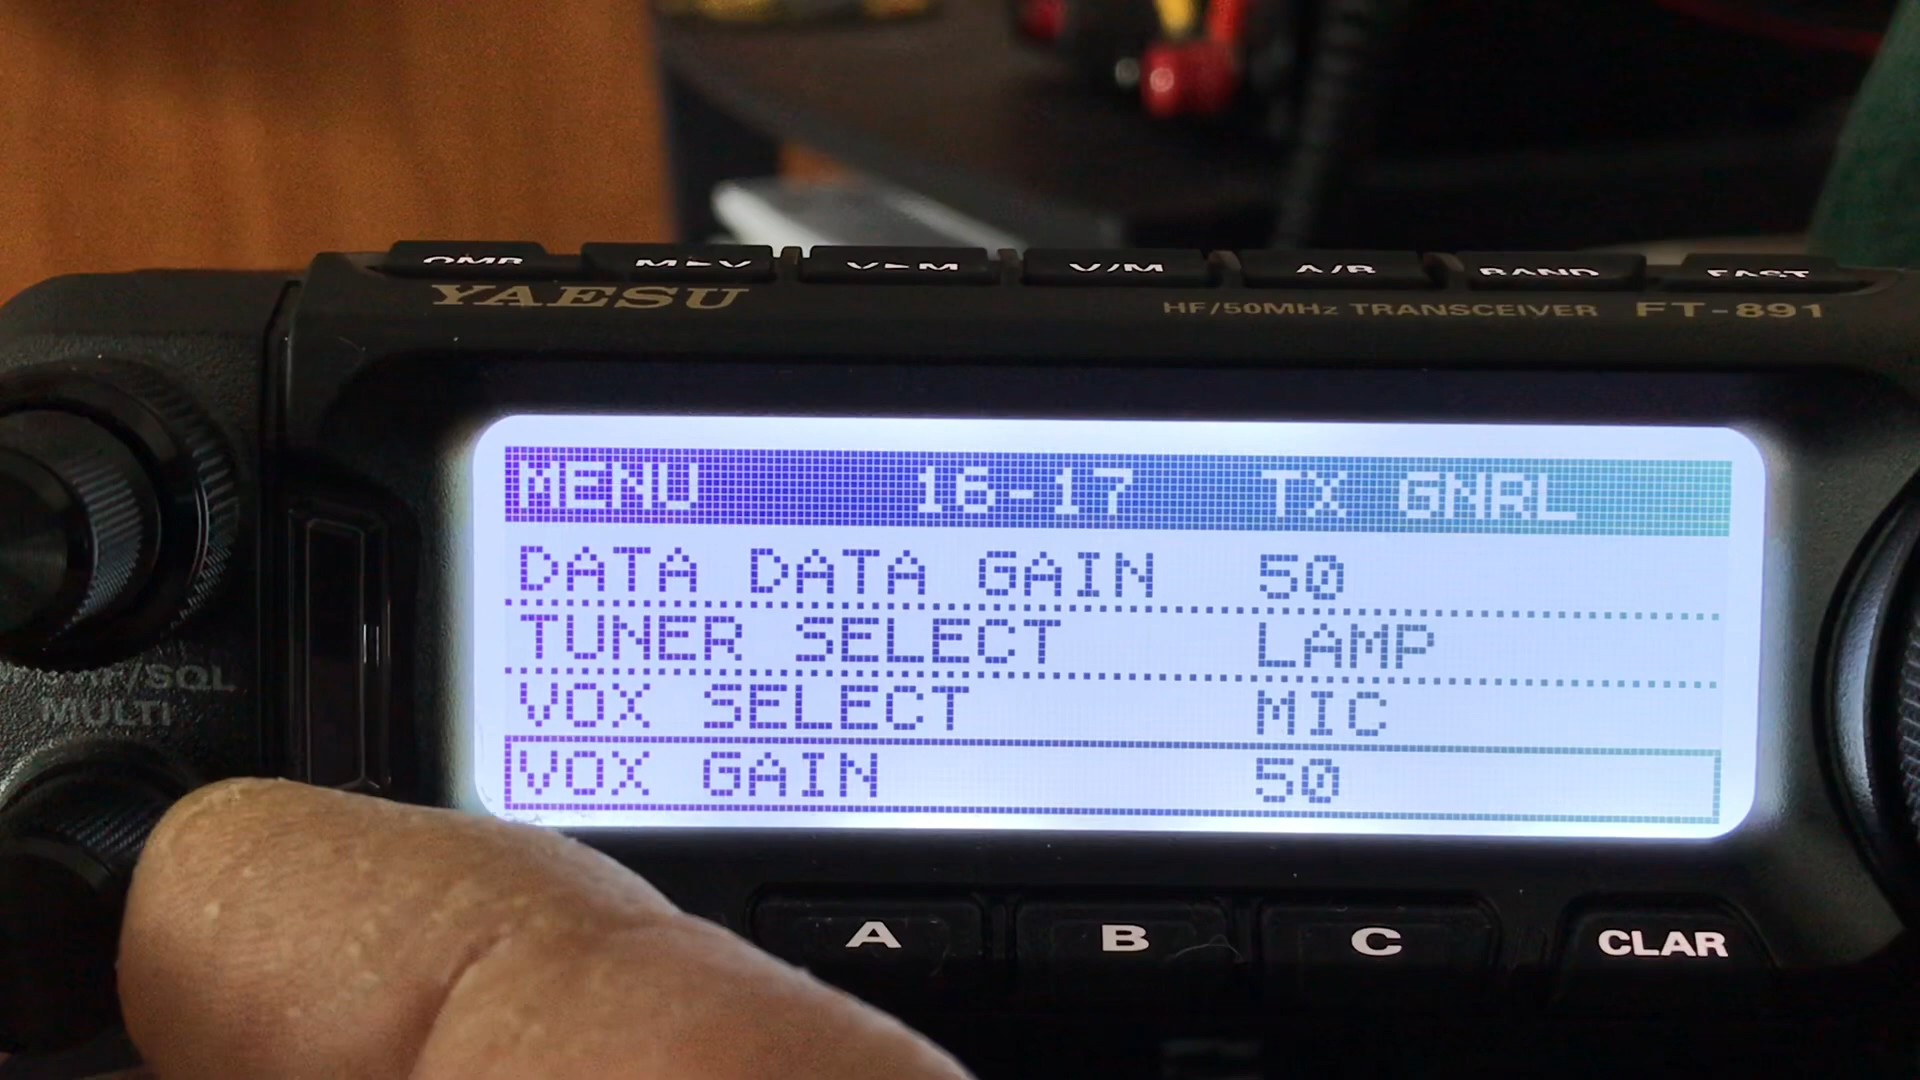 YAESU
HF/50MHz TRANSCEIVER FT-891
MENU 16-17 TX GNRL
DATA DATA GAIN 50
TUNER SELECT LAMP
VOX SELECT MIC
VOX GAIN 50
MULTI
A B C CLAR